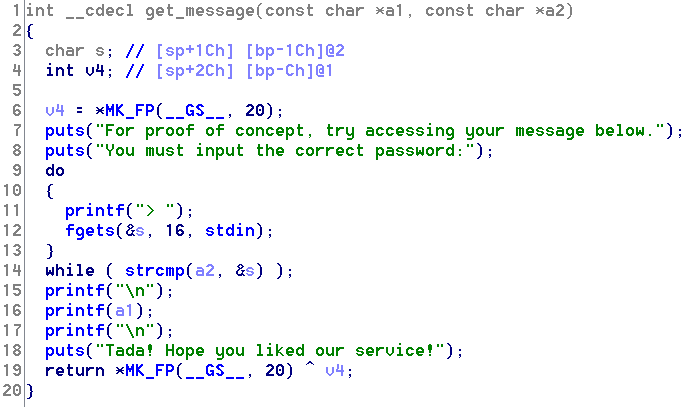 1 int __cdecl get_message(const char *a1, const char *a2)
2 {
3   char s; // [sp+1Ch] [bp-1Ch]@2
4   int v4; // [sp+2Ch] [bp-Ch]@1
5
6   v4 = *MK_FP(__GS__, 20);
7   puts("For proof of concept, try accessing your message below.");
8   puts("You must input the correct password:");
9   do
10   {
11     printf("> ");
12     fgets(&s, 16, stdin);
13   }
14   while ( strcmp(a2, &s) );
15   printf("\n");
16   printf(a1);
17   printf("\n");
18   puts("Tada! Hope you liked our service!");
19   return *MK_FP(__GS__, 20) ^ v4;
20 }